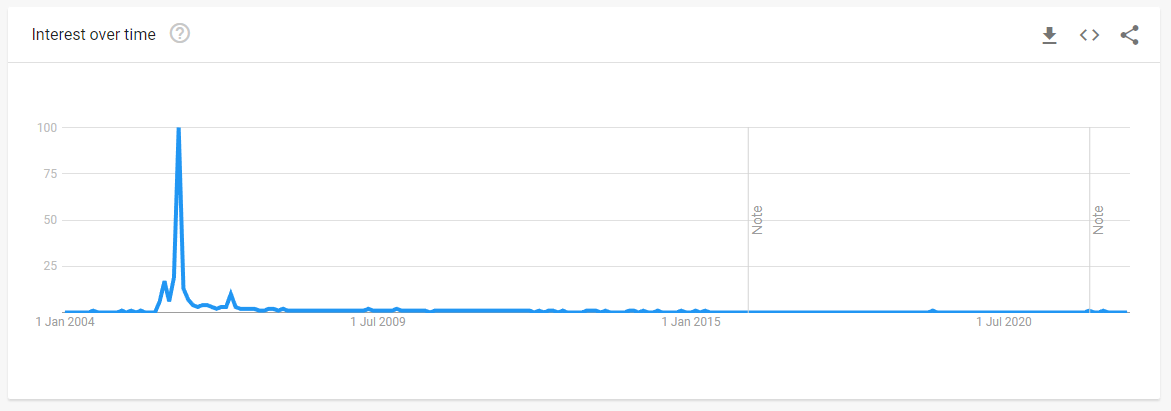 Interest over time
100
75
50
25
Note
Note
1 Jan 2004
1 Jul 2009
1 Jan 2015
1 Jul 2020